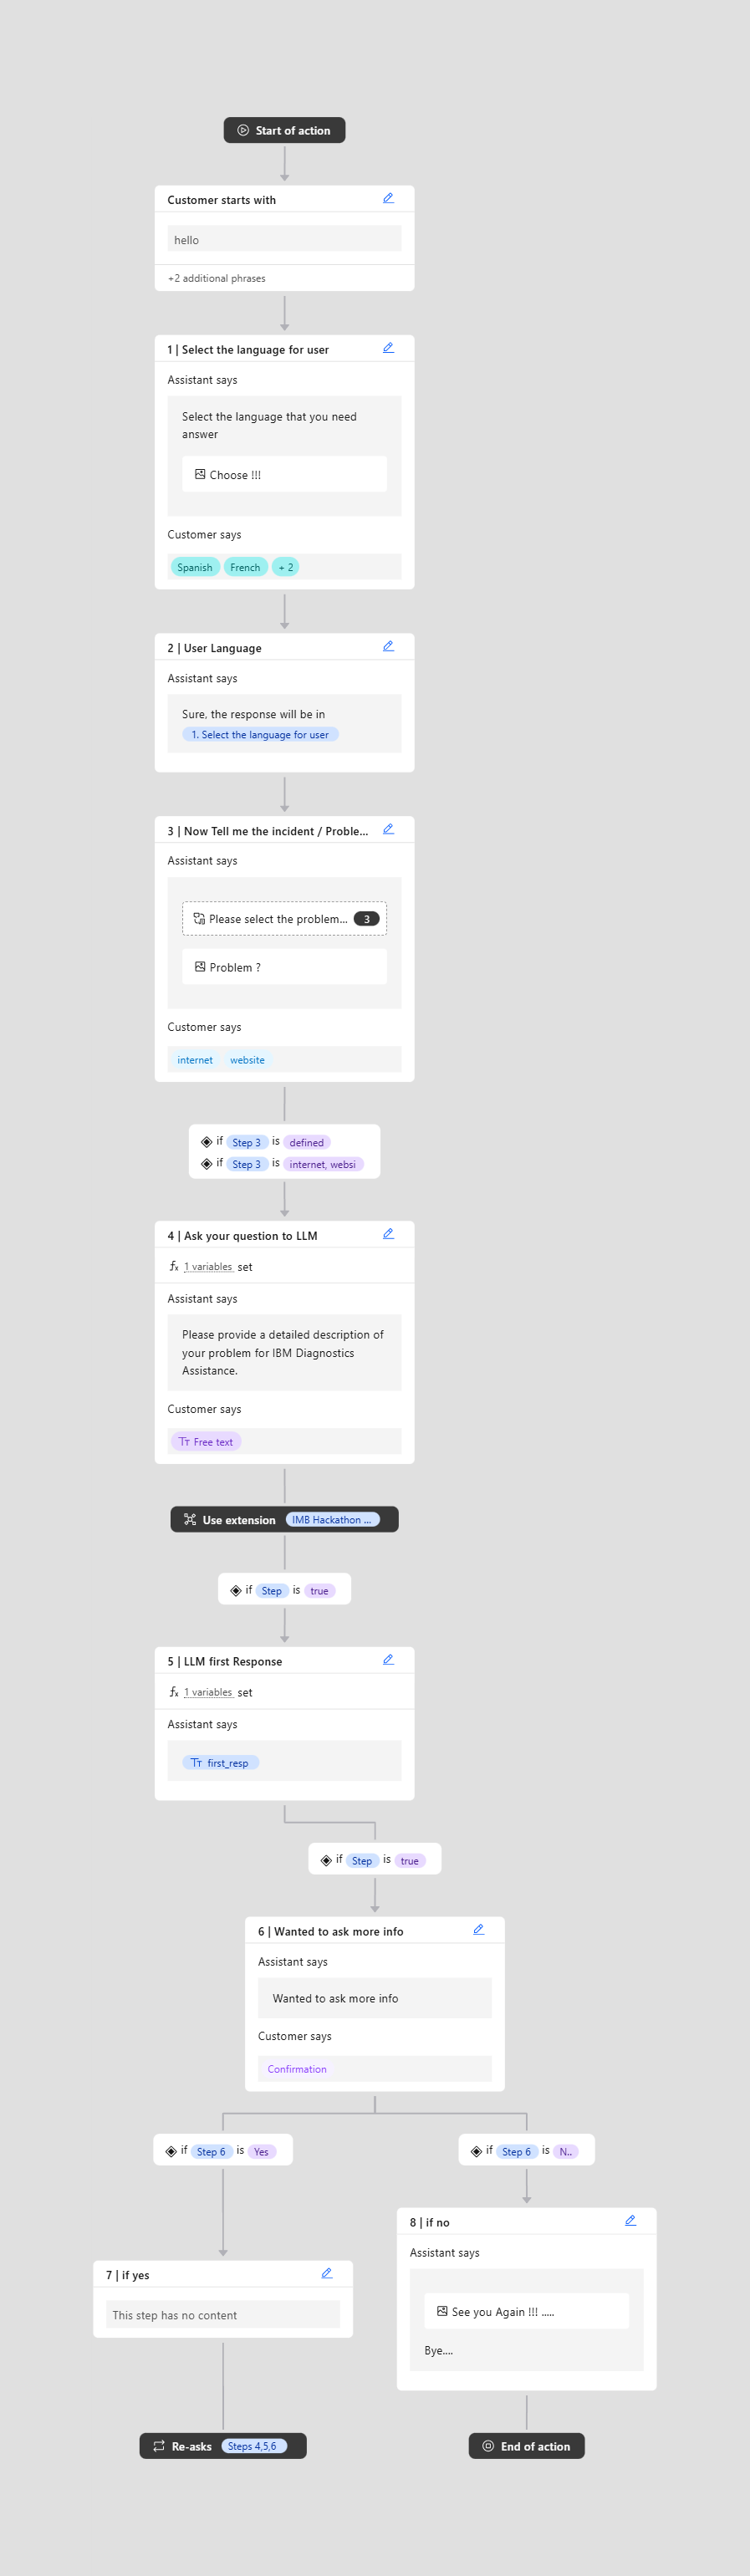 Start of action
Customer starts with
hello
+2 additional phrases
1 | Select the language for user
Assistant says
Select the language that you need
answer
Choose !!!
Customer says
Spanish French + 2
2 | User Language
Assistant says
Sure, the response will be in
1. Select the language for user
3 | Now Tell me the incident / Proble...
Assistant says
Please select the problem... 3
Problem ?
Customer says
internet website
if Step 3 is defined
if Step 3 is internet, websi
4 | Ask your question to LLM
fx 1 variables set
Assistant says
Please provide a detailed description of
your problem for IBM Diagnostics
Assistance.
Customer says
Tт Free text
Use extension IMB Hackathon ...
if Step is true
5 | LLM first Response
fx 1 variables set
Assistant says
Tт first_resp
if Step is true
6 | Wanted to ask more info
Assistant says
Wanted to ask more info
Customer says
Confirmation
if Step 6 is Yes
if Step 6 is N..
8 | if no
Assistant says
See you Again !!! .....
Bye....
7 | if yes
This step has no content
Re-asks Steps 4,5,6
End of action